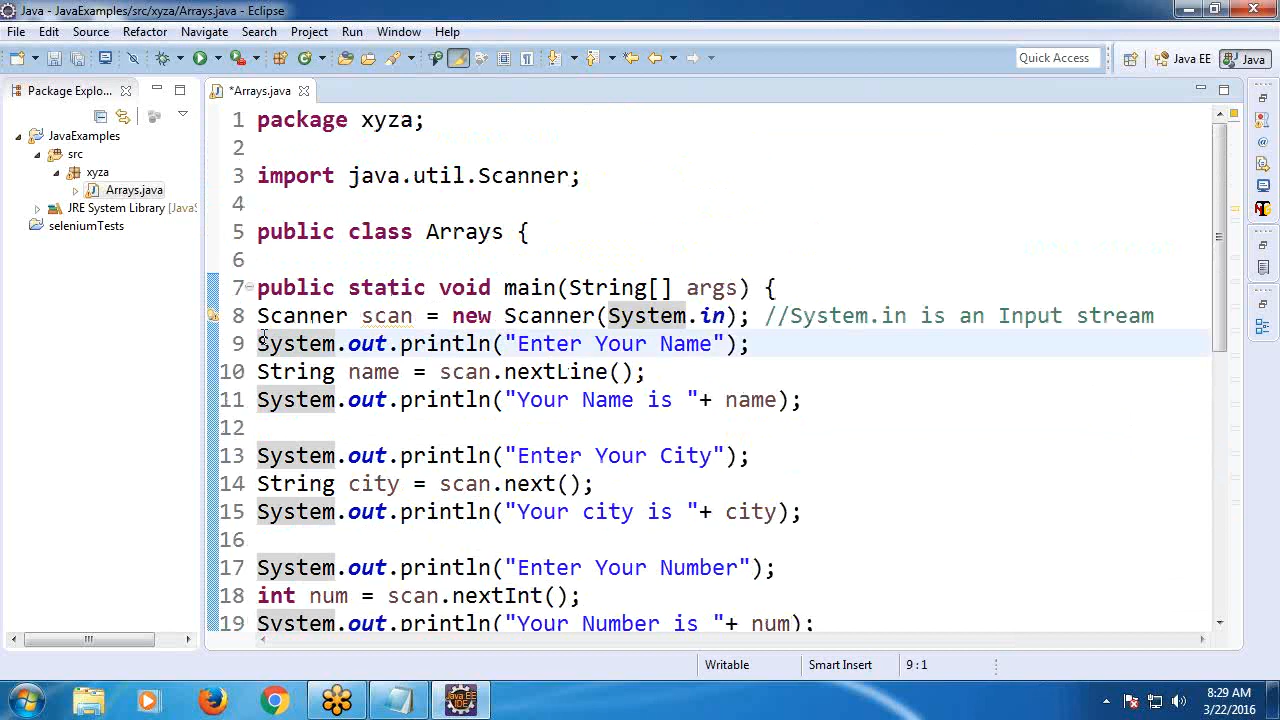 Java - JavaExamples/src/xyza/Arrays.java - Eclipse
File Edit Source Refactor Navigate Search Project Run Window Help
Quick Access
Java EE
Java
Package Explo...
*Arrays.java
JavaExamples
src
xyza
Arrays.java
JRE System Library [JavaS
seleniumTests
1 package xyza;
2
3 import java.util.Scanner;
4
5 public class Arrays {
6
7 public static void main(String[] args) {
8 Scanner scan = new Scanner(System.in); //System.in is an Input stream
9 System.out.println("Enter Your Name");
10 String name = scan.nextLine();
11 System.out.println("Your Name is "+ name);
12
13 System.out.println("Enter Your City");
14 String city = scan.next();
15 System.out.println("Your city is "+ city);
16
17 System.out.println("Enter Your Number");
18 int num = scan.nextInt();
19 System.out.println("Your Number is "+ num);
Writable
Smart Insert
9 : 1
Java EE
IDE
8:29 AM
3/22/2016